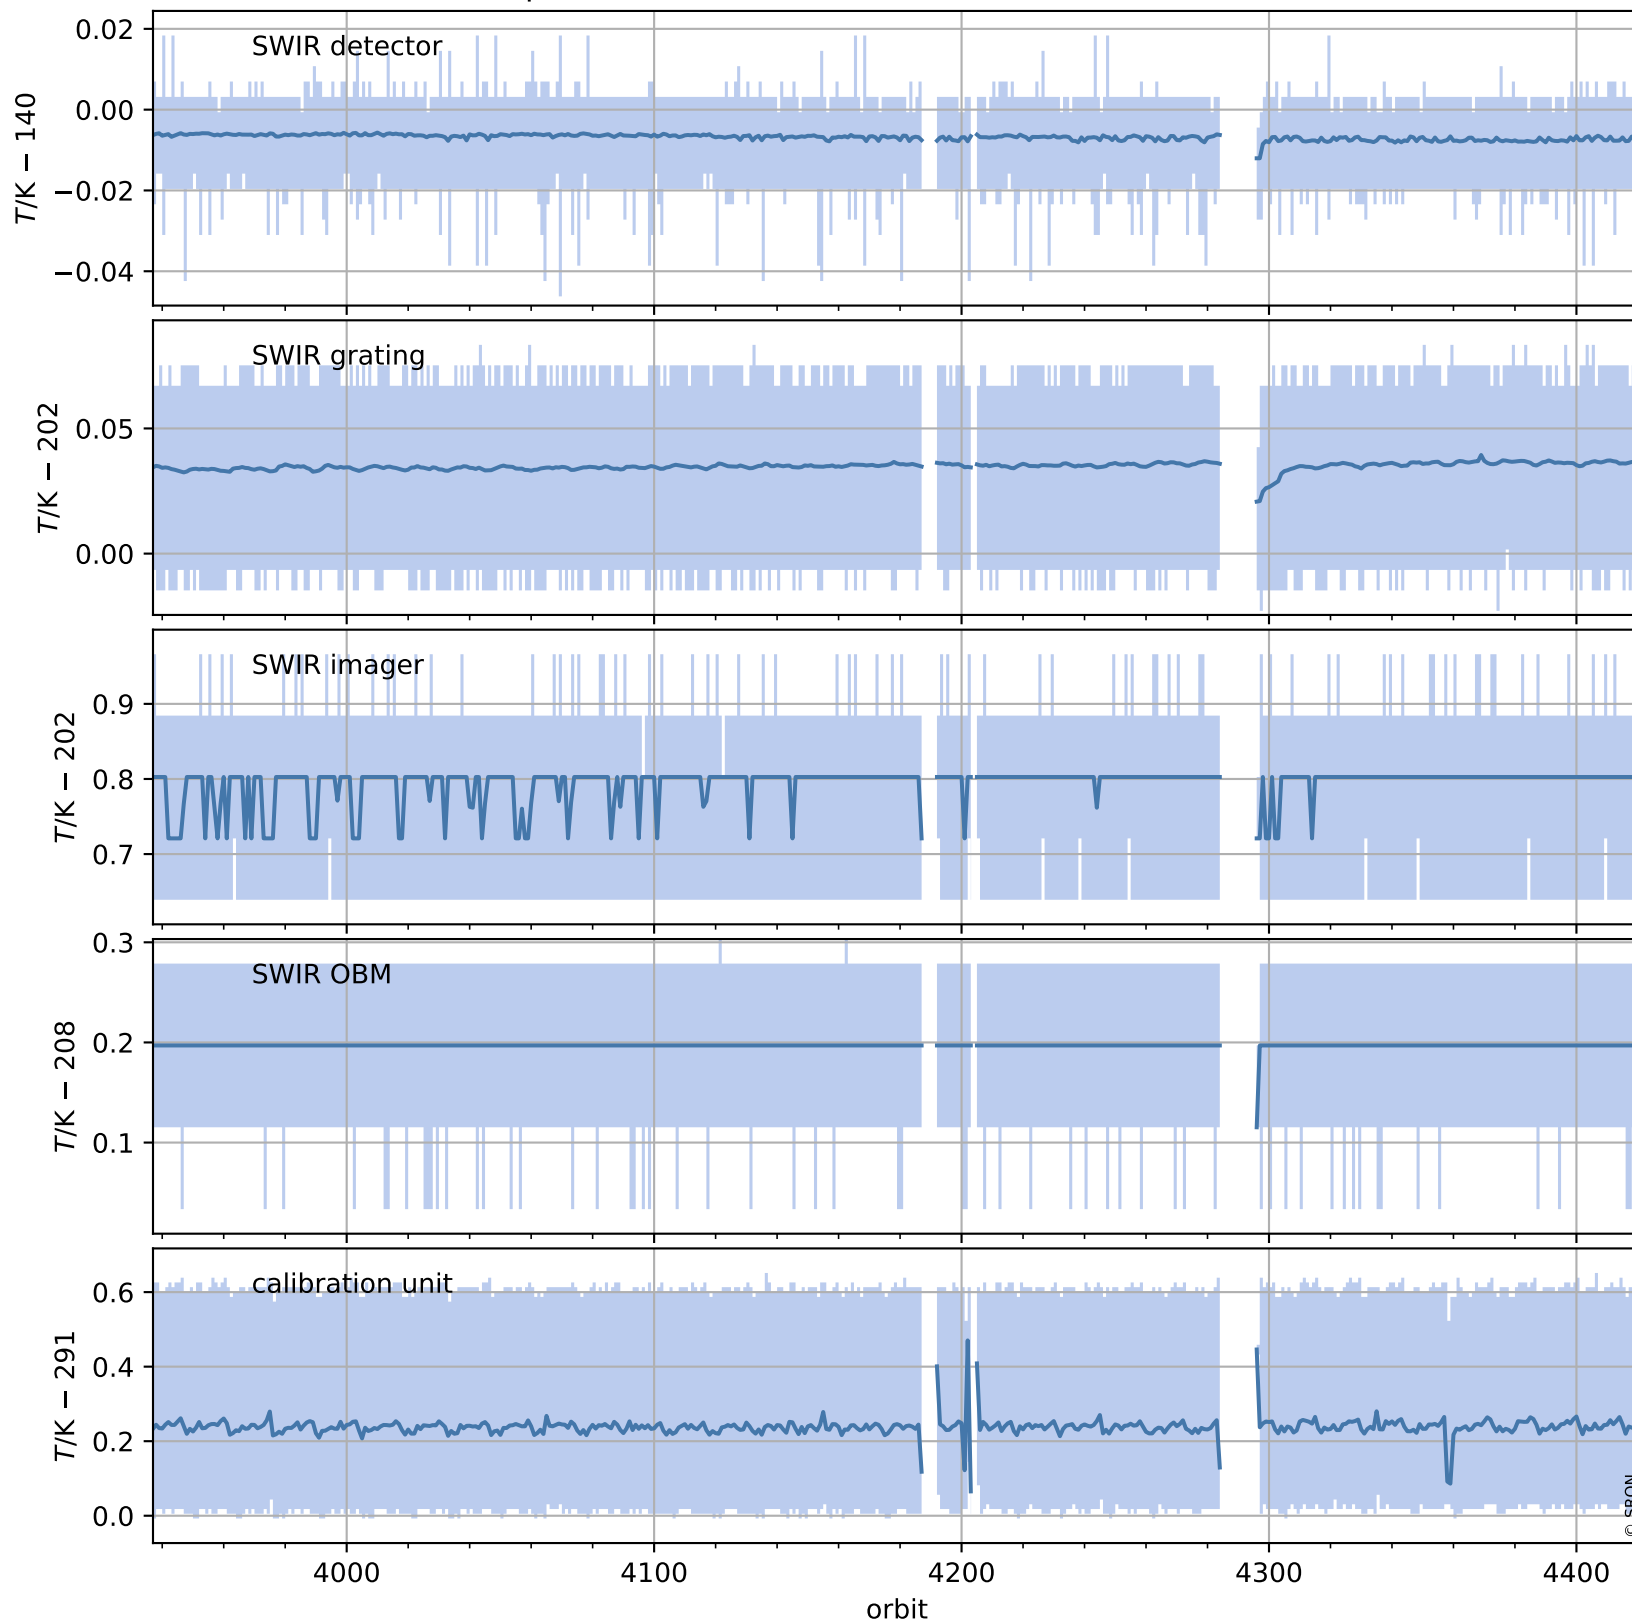 0.02
0.00
−0.02
−0.04
T/K − 140
SWIR detector
0.05
0.00
T/K − 202
SWIR grating
0.9
0.8
0.7
T/K − 202
SWIR imager
0.3
0.2
0.1
T/K − 208
SWIR OBM
0.6
0.4
0.2
0.0
T/K − 291
calibration unit
© SRON
4000 4100 4200 4300 4400
orbit